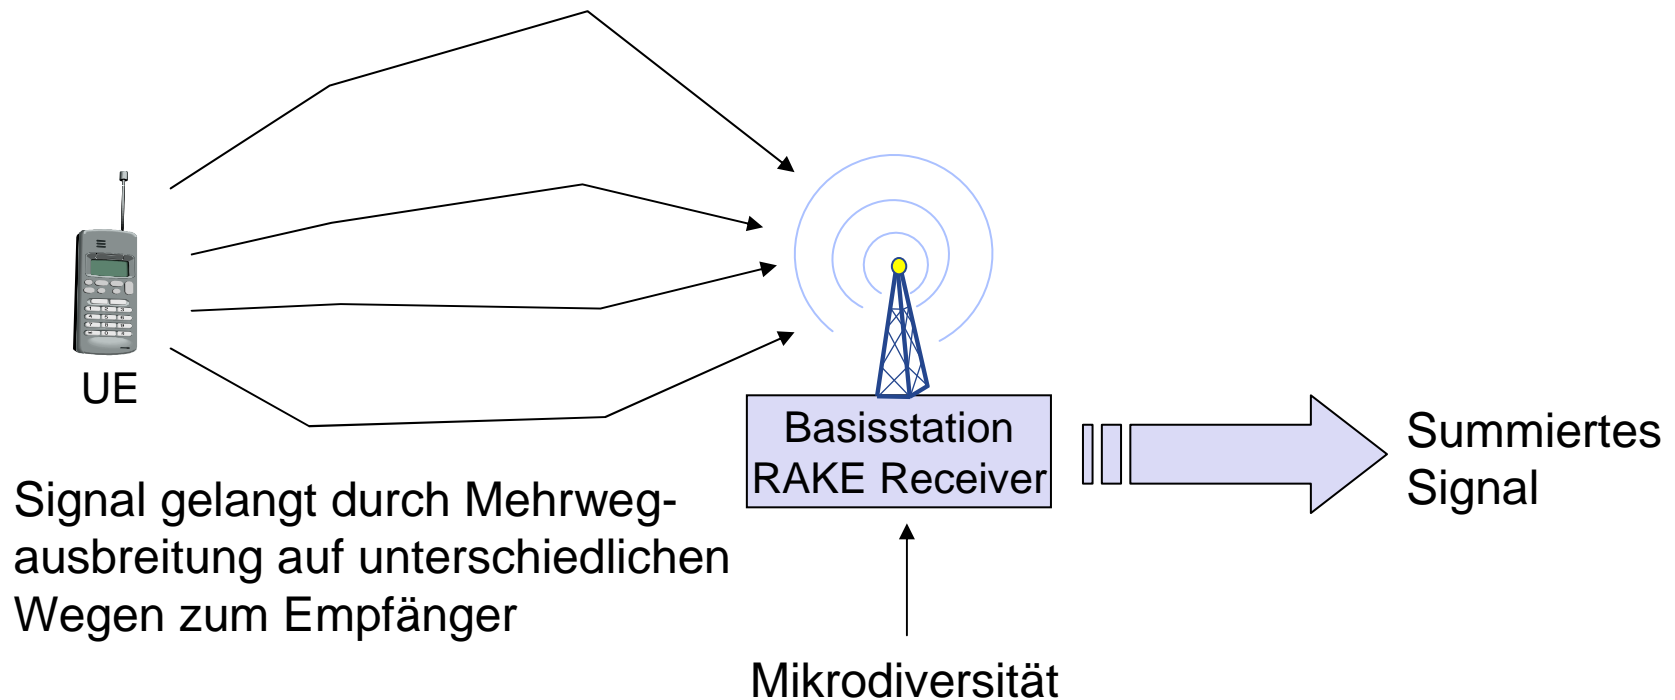 UE
Basisstation
RAKE Receiver
Summiertes
Signal
Signal gelangt durch Mehrweg-
ausbreitung auf unterschiedlichen
Wegen zum Empfänger
Mikrodiversität